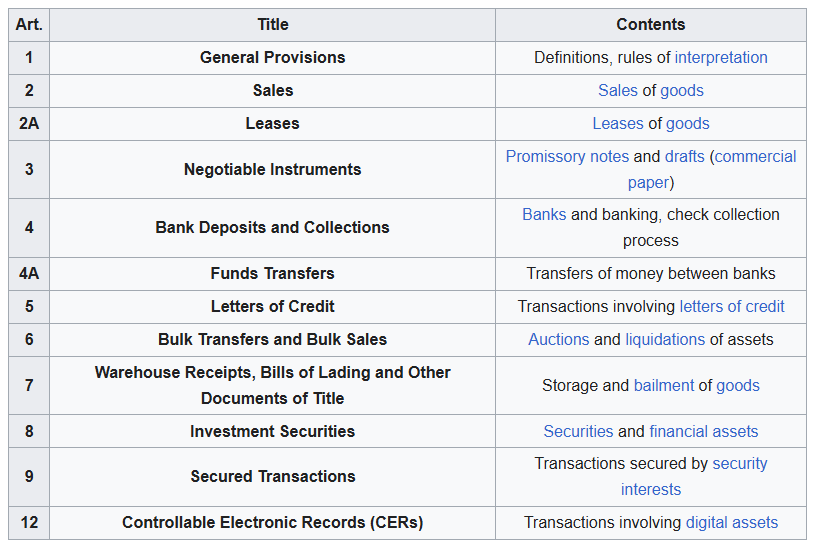 Art. Title Contents
1 General Provisions Definitions, rules of interpretation
2 Sales Sales of goods
2A Leases Leases of goods
3 Negotiable Instruments Promissory notes and drafts (commercial
paper)
4 Bank Deposits and Collections Banks and banking, check collection
process
4A Funds Transfers Transfers of money between banks
5 Letters of Credit Transactions involving letters of credit
6 Bulk Transfers and Bulk Sales Auctions and liquidations of assets
7 Warehouse Receipts, Bills of Lading and Other
Documents of Title Storage and bailment of goods
8 Investment Securities Securities and financial assets
9 Secured Transactions Transactions secured by security
interests
12 Controllable Electronic Records (CERs) Transactions involving digital assets